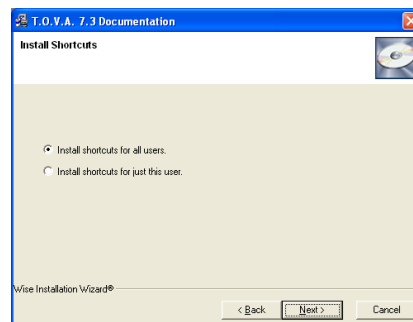 T.O.V.A. 7.3 Documentation
Install Shortcuts
Install shortcuts for all users.
Install shortcuts for just this user.
Wise Installation Wizard®
< Back Next > Cancel